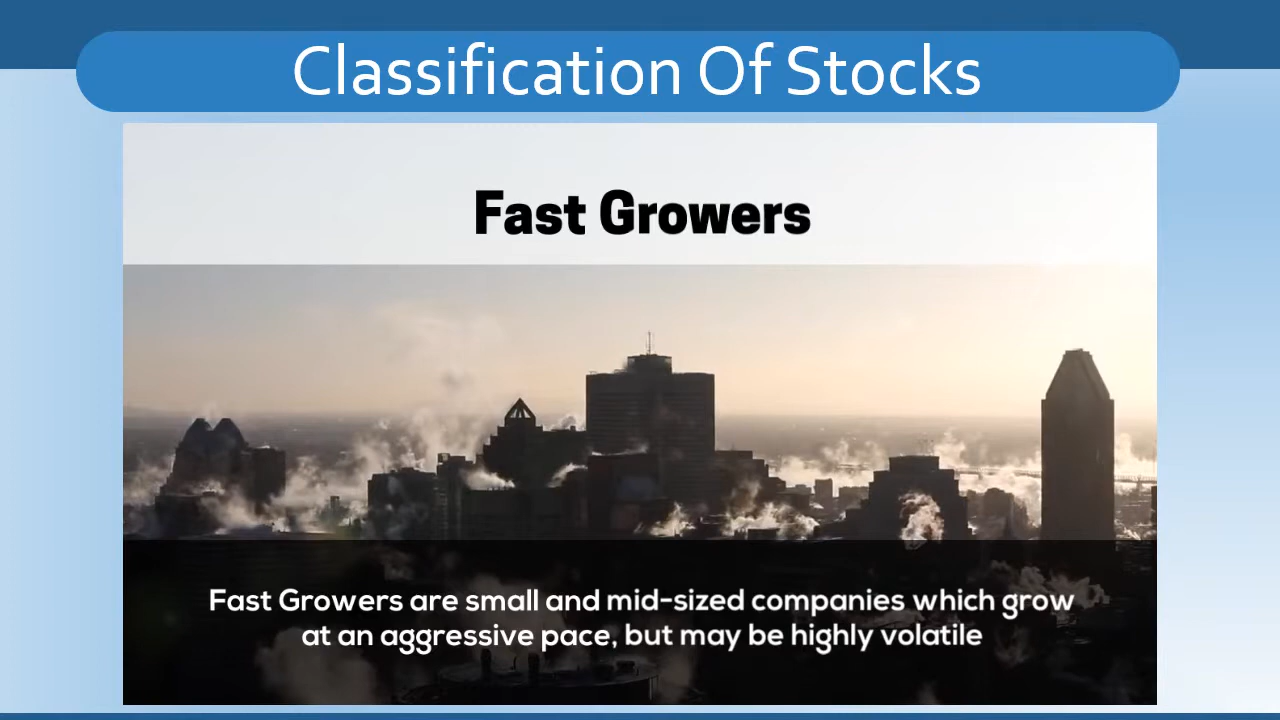 Classification Of Stocks
Fast Growers
Fast Growers are small and mid-sized companies which grow
at an aggressive pace, but may be highly volatile